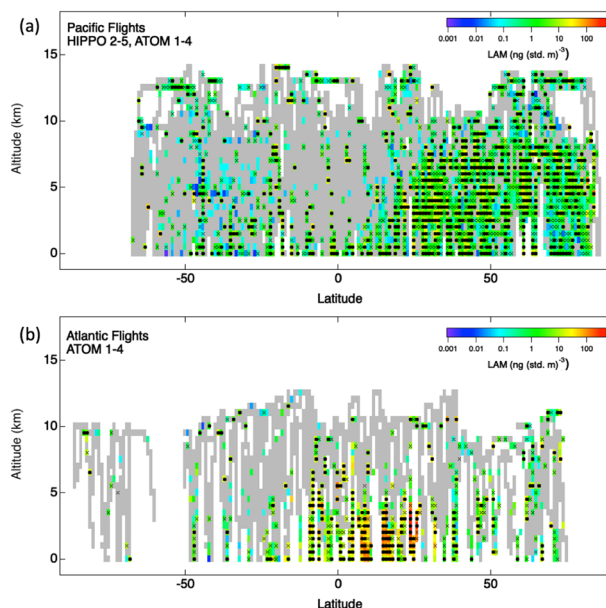 (a)
Pacific Flights
HIPPO 2-5, ATOM 1-4
0.001 0.01 0.1 1 10 100
LAM (ng (std. m)-3)
15
10
5
0
Altitude (km)
-50 0 50
Latitude
(b)
Atlantic Flights
ATOM 1-4
0.001 0.01 0.1 1 10 100
LAM (ng (std. m)-3)
15
10
5
0
Altitude (km)
-50 0 50
Latitude